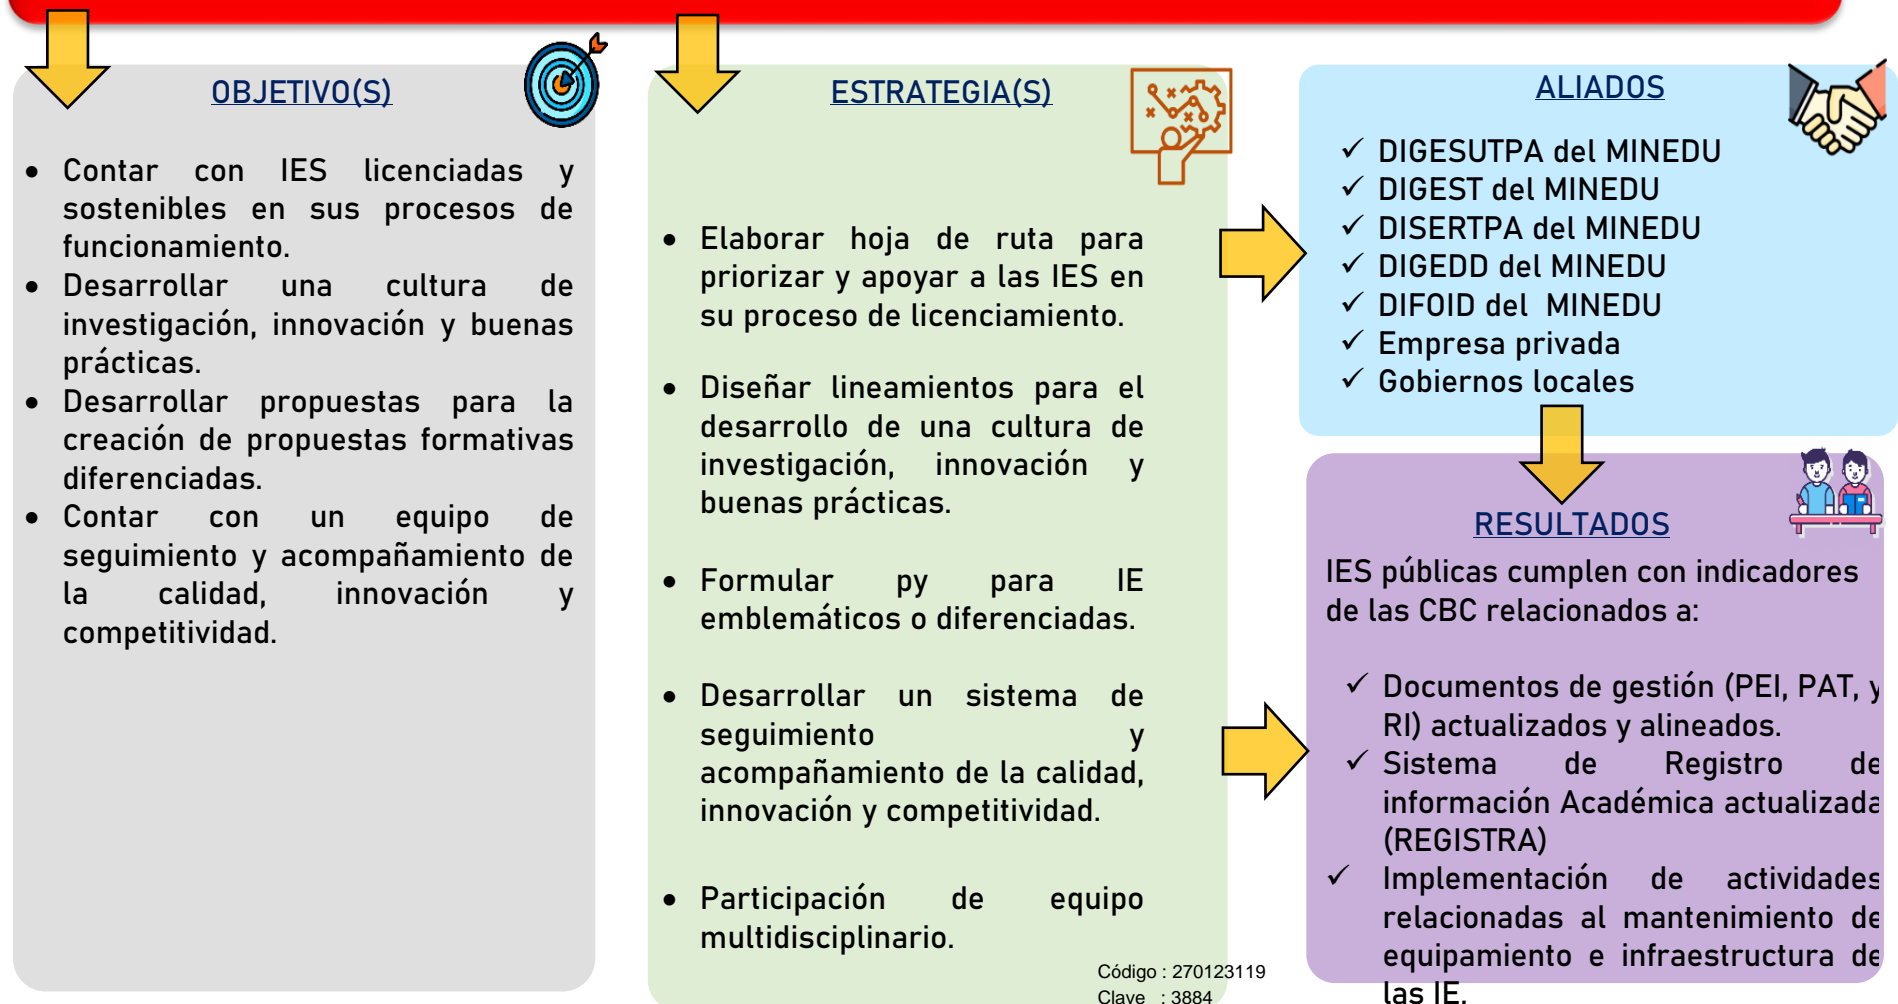 OBJETIVO(S)
• Contar con IES licenciadas y
sostenibles en sus procesos de
funcionamiento.
• Desarrollar una cultura de
investigación, innovación y buenas
prácticas.
• Desarrollar propuestas para la
creación de propuestas formativas
diferenciadas.
• Contar con un equipo de
seguimiento y acompañamiento de
la calidad, innovación y
competitividad.
ESTRATEGIA(S)
• Elaborar hoja de ruta para
priorizar y apoyar a las IES en
su proceso de licenciamiento.
• Diseñar lineamientos para el
desarrollo de una cultura de
investigación, innovación y
buenas prácticas.
• Formular py para IE
emblemáticos o diferenciadas.
• Desarrollar un sistema de
seguimiento y
acompañamiento de la calidad,
innovación y competitividad.
• Participación de equipo
multidisciplinario.
ALIADOS
✓ DIGESUTPA del MINEDU
✓ DIGEST del MINEDU
✓ DISERTPA del MINEDU
✓ DIGEDD del MINEDU
✓ DIFOID del MINEDU
✓ Empresa privada
✓ Gobiernos locales
RESULTADOS
IES públicas cumplen con indicadores
de las CBC relacionados a:
✓ Documentos de gestión (PEI, PAT, y
RI) actualizados y alineados.
✓ Sistema de Registro de
información Académica actualizada
(REGISTRA)
✓ Implementación de actividades
relacionadas al mantenimiento de
equipamiento e infraestructura de
las IE.
Código : 270123119
Clave : 3884